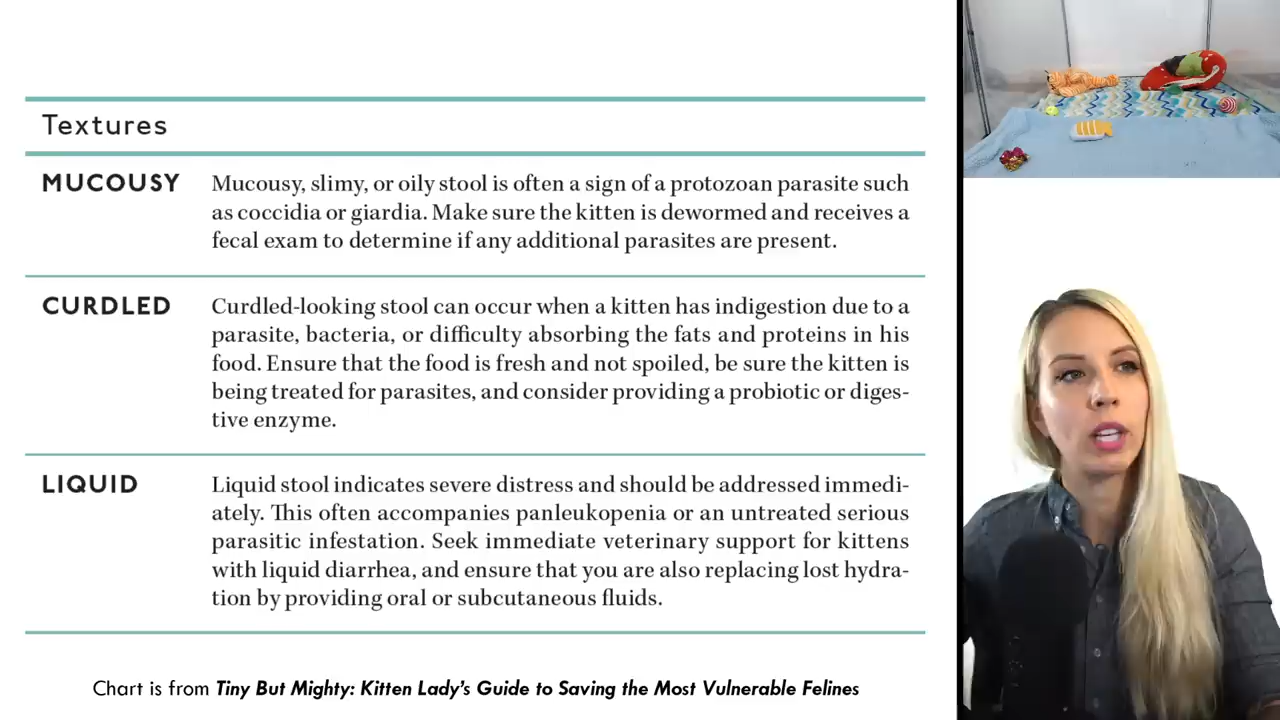 Textures
MUCOUSY
Mucousy, slimy, or oily stool is often a sign of a protozoan parasite such
as coccidia or giardia. Make sure the kitten is dewormed and receives a
fecal exam to determine if any additional parasites are present.
CURDLED
Curdled-looking stool can occur when a kitten has indigestion due to a
parasite, bacteria, or difficulty absorbing the fats and proteins in his
food. Ensure that the food is fresh and not spoiled, be sure the kitten is
being treated for parasites, and consider providing a probiotic or diges-
tive enzyme.
LIQUID
Liquid stool indicates severe distress and should be addressed immedi-
ately. This often accompanies panleukopenia or an untreated serious
parasitic infestation. Seek immediate veterinary support for kittens
with liquid diarrhea, and ensure that you are also replacing lost hydra-
tion by providing oral or subcutaneous fluids.
Chart is from Tiny But Mighty: Kitten Lady's Guide to Saving the Most Vulnerable Felines